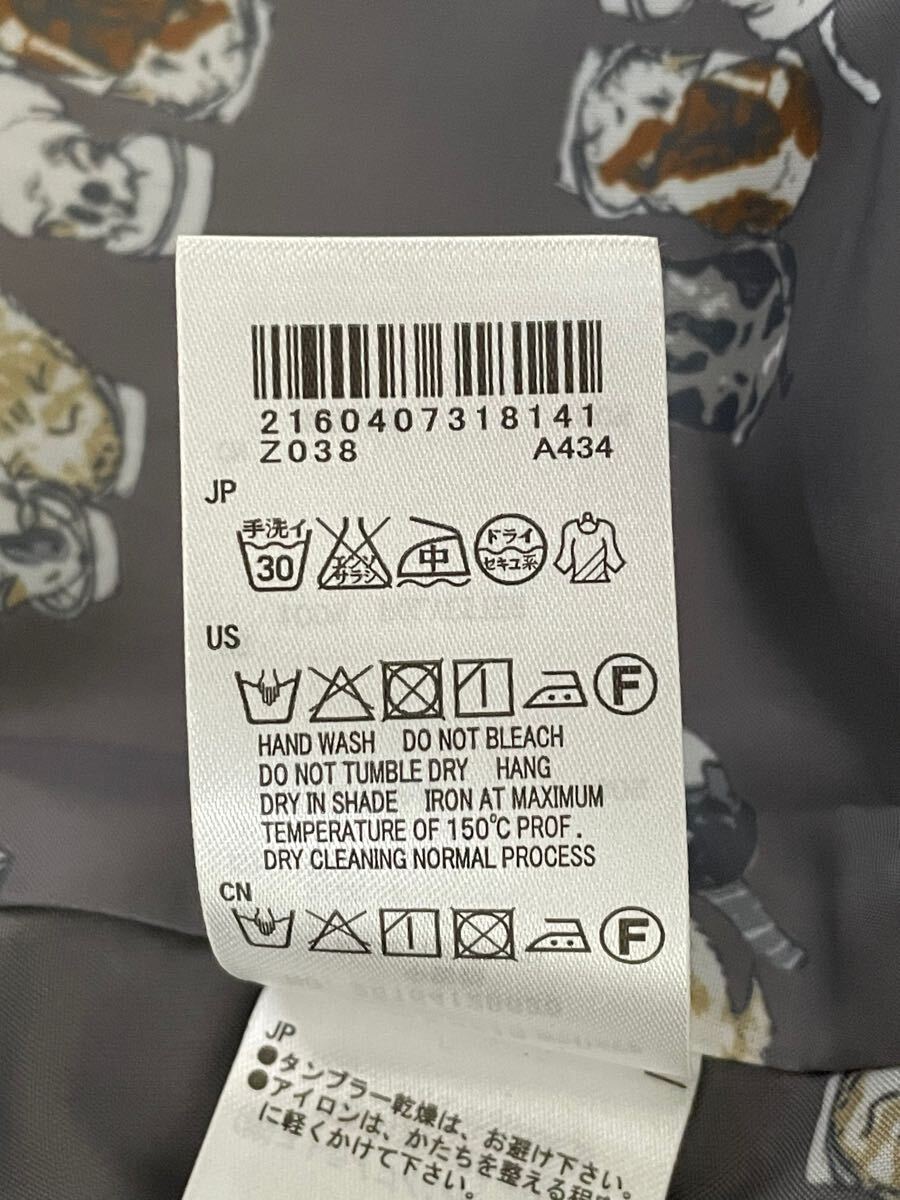 2160407318141
Z038 A434
JP
手洗イ 30 エンソ サラシ 中 ドライ セキユ系
US
F
HAND WASH DO NOT BLEACH
DO NOT TUMBLE DRY HANG
DRY IN SHADE IRON AT MAXIMUM
TEMPERATURE OF 150°C PROF.
DRY CLEANING NORMAL PROCESS
CN
F
JP
●タンブラー乾燥は、お避け下さい。
●アイロンは、かたちを整える程度
に軽くかけて下さい。